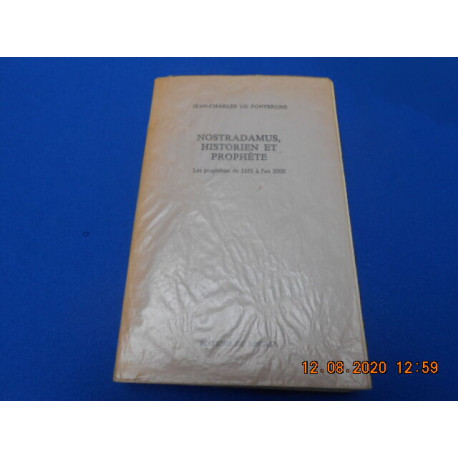 JEAN-CHARLES DE FONTBRUNE
NOSTRADAMUS,
HISTORIEN ET
PROPHÈTE
Les prophéties de 1555 à l'an 2000
12.08.2020 12:59